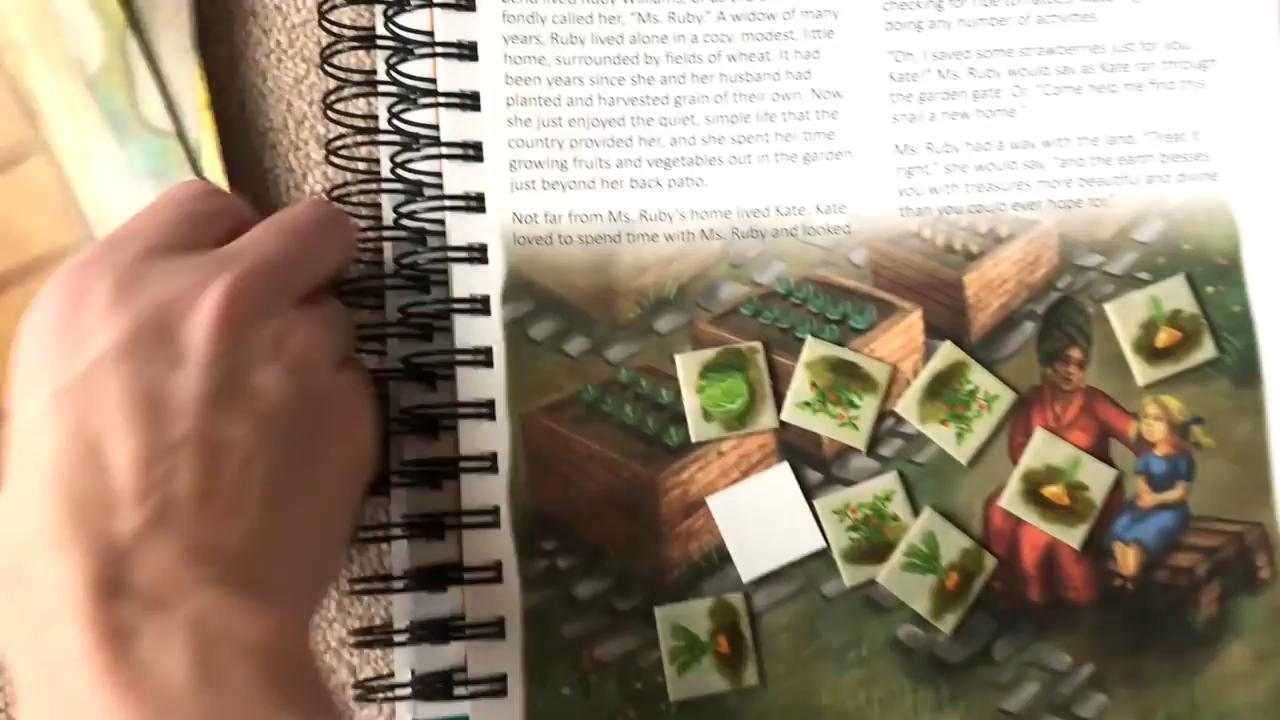 fondly called her, "Ms. Ruby." A widow of many
years, Ruby lived alone in a cozy, modest, little
home, surrounded by fields of wheat. It had
been years since she and her husband had
planted and harvested grain of their own. Now
she just enjoyed the quiet, simple life that the
country provided her, and she spent her time
growing fruits and vegetables out in the garden
just beyond her back patio.
Not far from Ms. Ruby's home lived Kate. Kate
loved to spend time with Ms. Ruby and looked
checking for ripe tomatoes
doing any number of activities.
"Oh, I saved some strawberries just for you,
Kate!" Ms. Ruby would say as Kate ran through
the garden gate. Or, "Come help me find this
snail a new home."
Ms. Ruby had a way with the land. "Treat it
right," she would say, "and the earth blesses
you with treasures more beautiful and divine
than you could ever hope for."